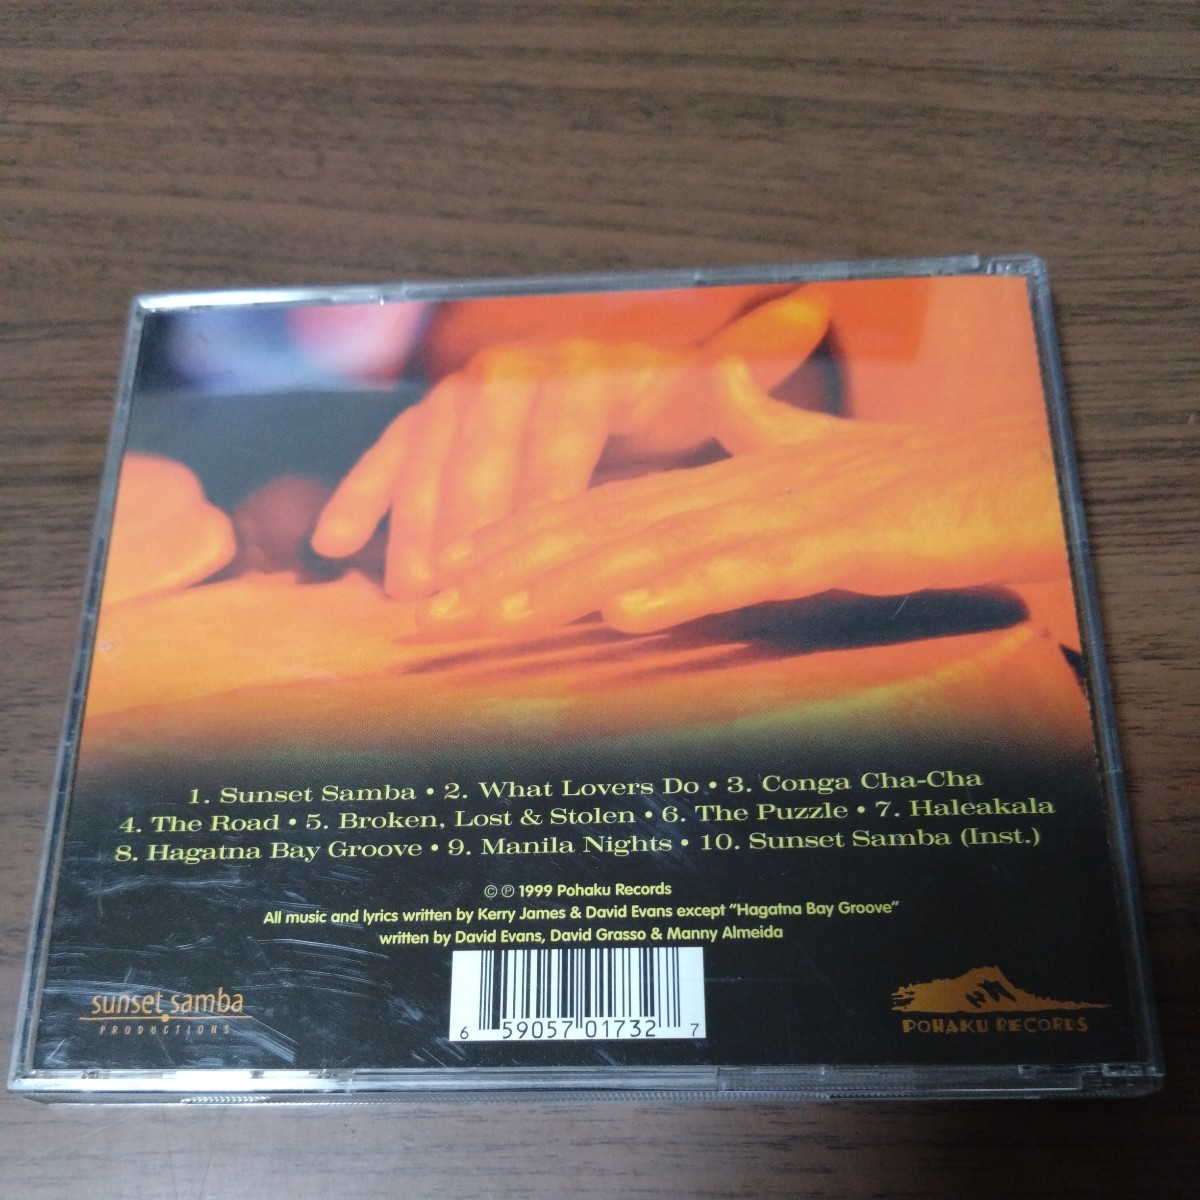 1. Sunset Samba • 2. What Lovers Do • 3. Conga Cha-Cha
4. The Road • 5. Broken, Lost & Stolen • 6. The Puzzle • 7. Haleakala
8. Hagatna Bay Groove • 9. Manila Nights • 10. Sunset Samba (Inst.)
© ℗ 1999 Pohaku Records
All music and lyrics written by Kerry James & David Evans except "Hagatna Bay Groove"
written by David Evans, David Grasso & Manny Almeida
sunset samba
PRODUCTIONS
6 59057 01732 7
POHAKU RECORDS